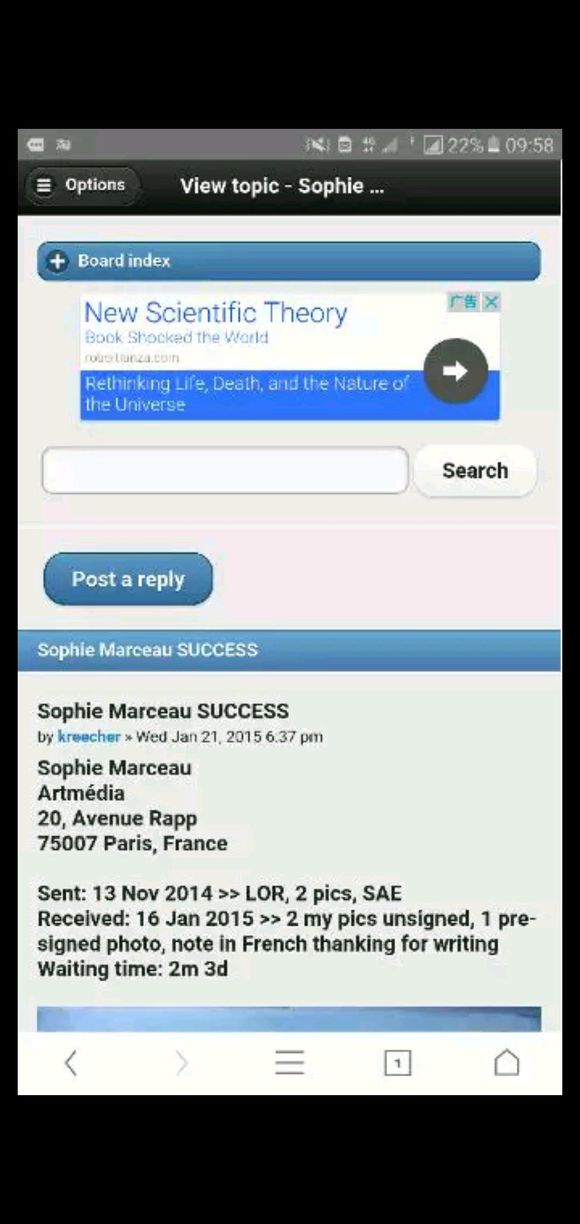 22% 09:58
Options View topic - Sophie ...
Board index
New Scientific Theory
广告
Book Shocked the World
robertlanza.com
Rethinking Life, Death, and the Nature of
the Universe
Search
Post a reply
Sophie Marceau SUCCESS
Sophie Marceau SUCCESS
by kreecher » Wed Jan 21, 2015 6:37 pm
Sophie Marceau
Artmédia
20, Avenue Rapp
75007 Paris, France
Sent: 13 Nov 2014 >> LOR, 2 pics, SAE
Received: 16 Jan 2015 >> 2 my pics unsigned, 1 pre-
signed photo, note in French thanking for writing
Waiting time: 2m 3d
1